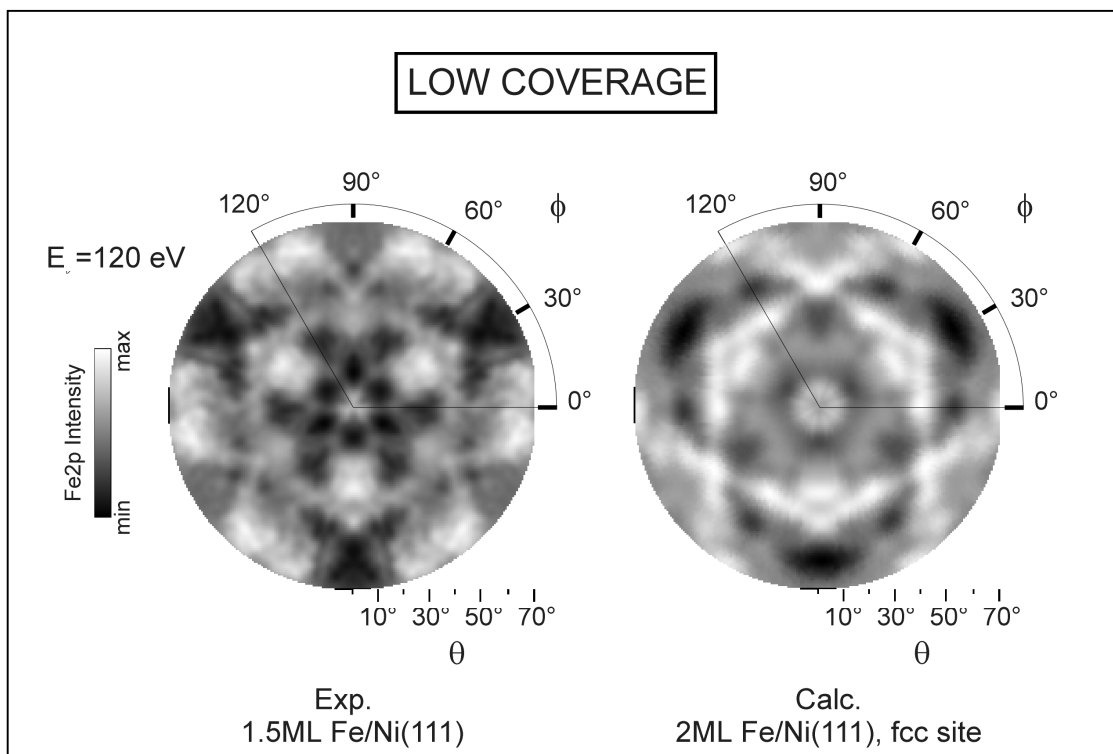 LOW COVERAGE
90°
120°
60°
ϕ
E =120 eV
30°
0°
max
Fe2p Intensity
min
10° 30° 50° 70°
θ
Exp.
1.5ML Fe/Ni(111)
90°
120°
60°
ϕ
30°
0°
10° 30° 50° 70°
θ
Calc.
2ML Fe/Ni(111), fcc site